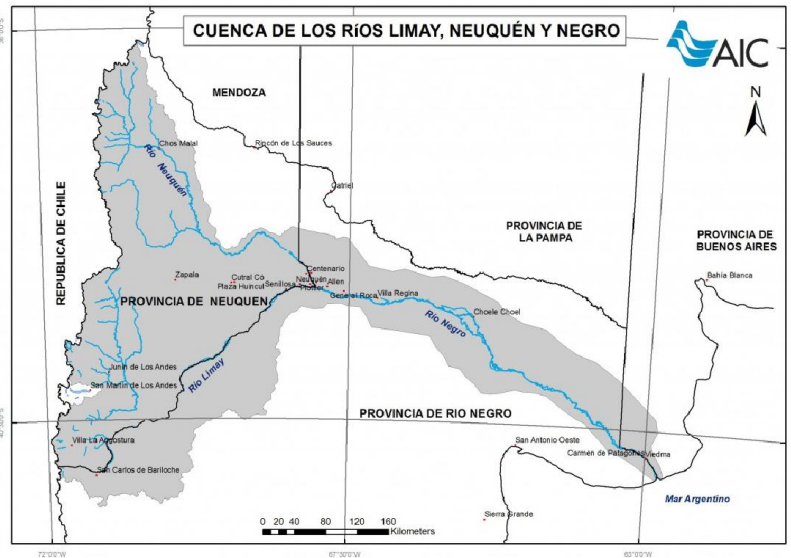 CUENCA DE LOS RíOS LIMAY, NEUQUÉN Y NEGRO
AIC
N
MENDOZA
Chos Malal
Rincón de Los Sauces
Río Neuquén
Catriel
REPUBLICA DE CHILE
PROVINCIA DE
LA PAMPA
PROVINCIA DE
BUENOS AIRES
Bahía Blanca
Zapala
Cutral Có
Plaza Huincul
Centenario
Neuquén
Senillosa
Plottier
Allen
General Roca
Villa Regina
PROVINCIA DE NEUQUEN
Choele Choel
Río Negro
Junín de Los Andes
San Martín de Los Andes
Río Limay
PROVINCIA DE RIO NEGRO
Villa La Angostura
San Carlos de Bariloche
San Antonio Oeste
Carmen de Patagones
Viedma
Mar Argentino
Sierra Grande
0 20 40 80 120 160
Kilometers
72°0'0"W
67°30'0"W
63°0'0"W